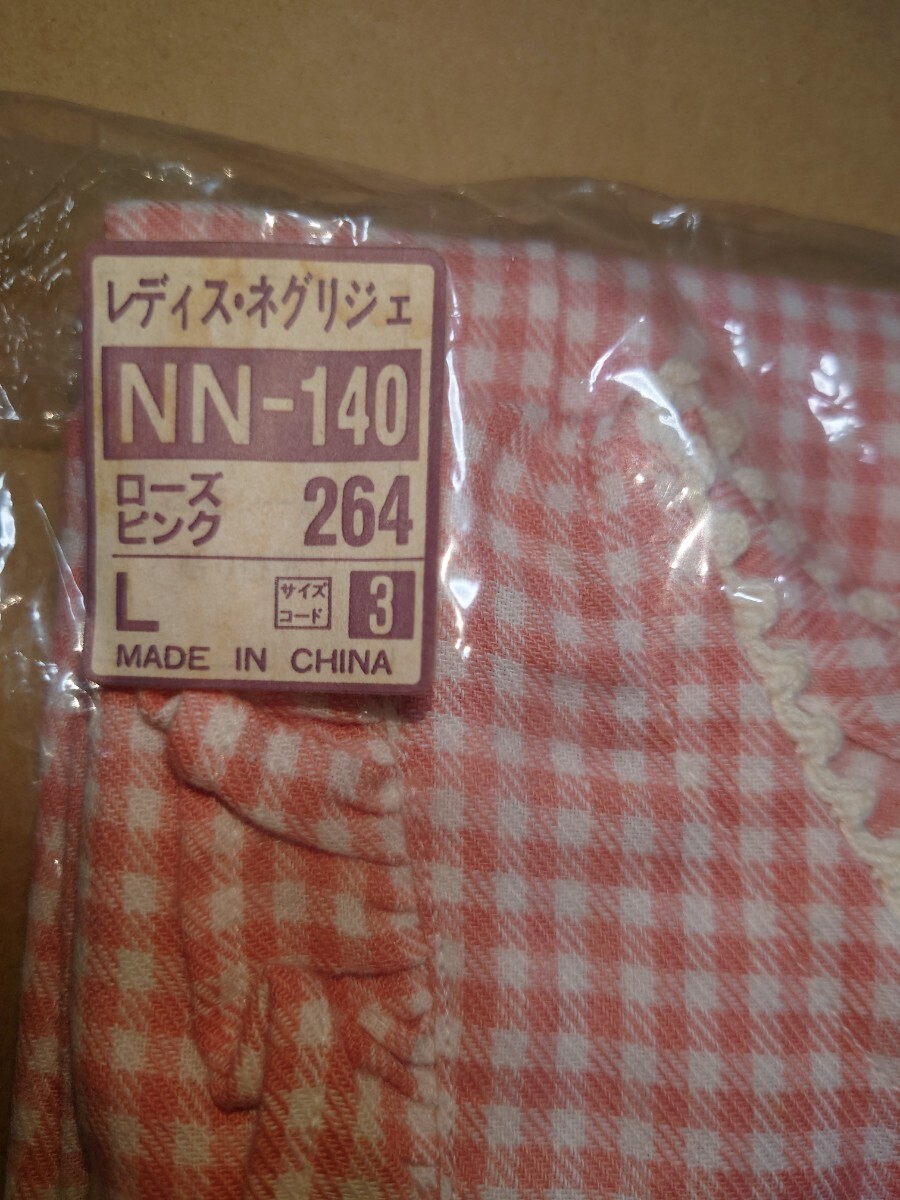 レディス・ネグリジェ
NN-140
ローズ
ピンク 264
L サイズ
コード 3
MADE IN CHINA